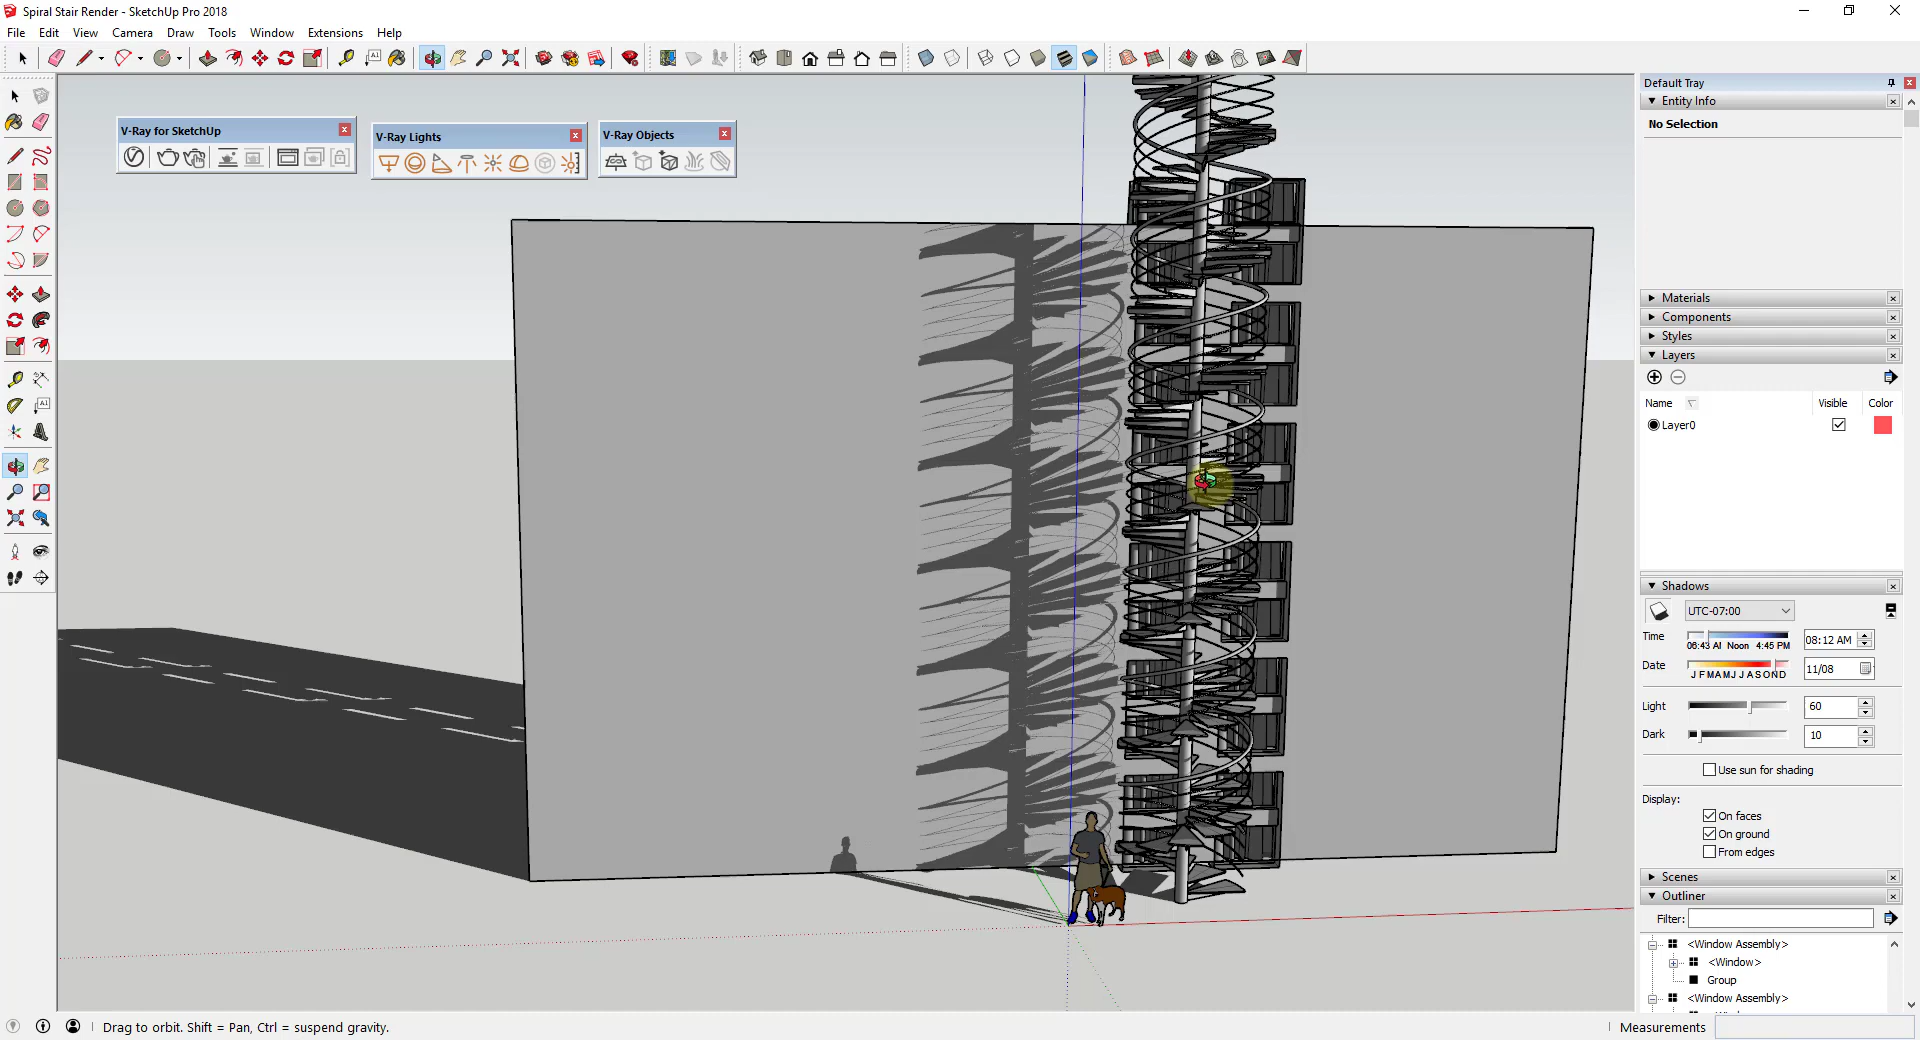 Spiral Stair Render - SketchUp Pro 2018
File Edit View Camera Draw Tools Window Extensions Help
Default Tray
Entity Info
No Selection
V-Ray for SketchUp
V-Ray Lights
V-Ray Objects
Materials
Components
Styles
Layers
Name Visible Color
Layer0
Shadows
UTC-07:00
Time 08:12 AM
06:43 AI Noon 4:45 PM
Date 11/08
J F M A M J J A S O N D
Light 60
Dark 10
Use sun for shading
Display:
On faces
On ground
From edges
Scenes
Outliner
Filter:
<Window Assembly>
<Window>
Group
<Window Assembly>
Drag to orbit. Shift = Pan, Ctrl = suspend gravity.
Measurements